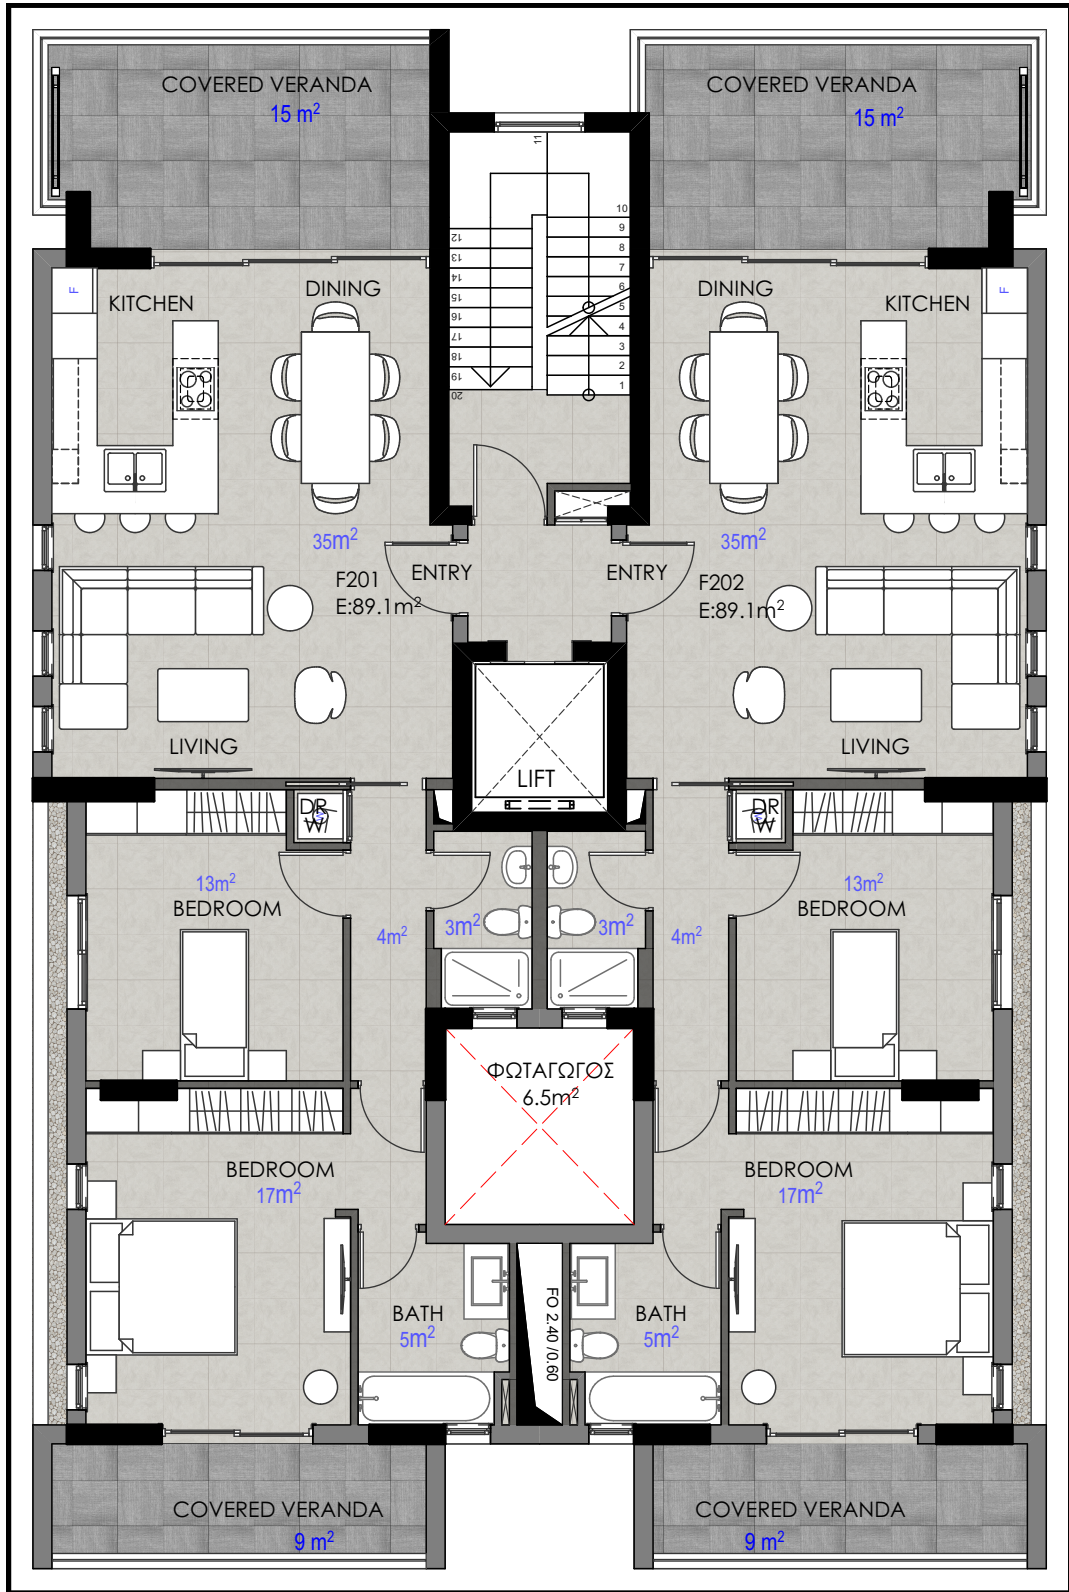 COVERED VERANDA
15 m²
COVERED VERANDA
15 m²
11
10
9
8
7
6
5
4
3
2
1
12
13
14
15
16
17
18
19
20
F
KITCHEN
DINING
DINING
KITCHEN
F
35m²
35m²
F201
E:89.1m²
ENTRY
ENTRY
F202
E:89.1m²
LIVING
LIFT
LIVING
DR
W
DR
W
13m²
BEDROOM
4m²
3m²
3m²
4m²
13m²
BEDROOM
ΦΩΤΑΓΩΓΟΣ
6.5m²
BEDROOM
17m²
BEDROOM
17m²
BATH
5m²
FO 2.40 /0.60
BATH
5m²
COVERED VERANDA
9 m²
COVERED VERANDA
9 m²